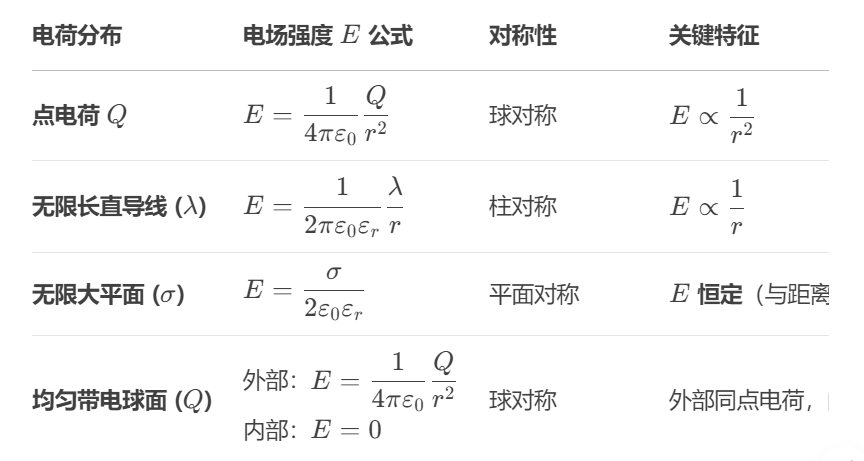 电荷分布 电场强度 E 公式 对称性 关键特征
点电荷 Q E = \frac{1}{4\pi\varepsilon_0}\frac{Q}{r^2} 球对称 E ∝ \frac{1}{r^2}
无限长直导线 (λ) E = \frac{1}{2\pi\varepsilon_0\varepsilon_r}\frac{\lambda}{r} 柱对称 E ∝ \frac{1}{r}
无限大平面 (σ) E = \frac{\sigma}{2\varepsilon_0\varepsilon_r} 平面对称 E 恒定（与距离
均匀带电球面 (Q) 外部：E = \frac{1}{4\pi\varepsilon_0}\frac{Q}{r^2} 球对称 外部同点电荷，
内部：E = 0